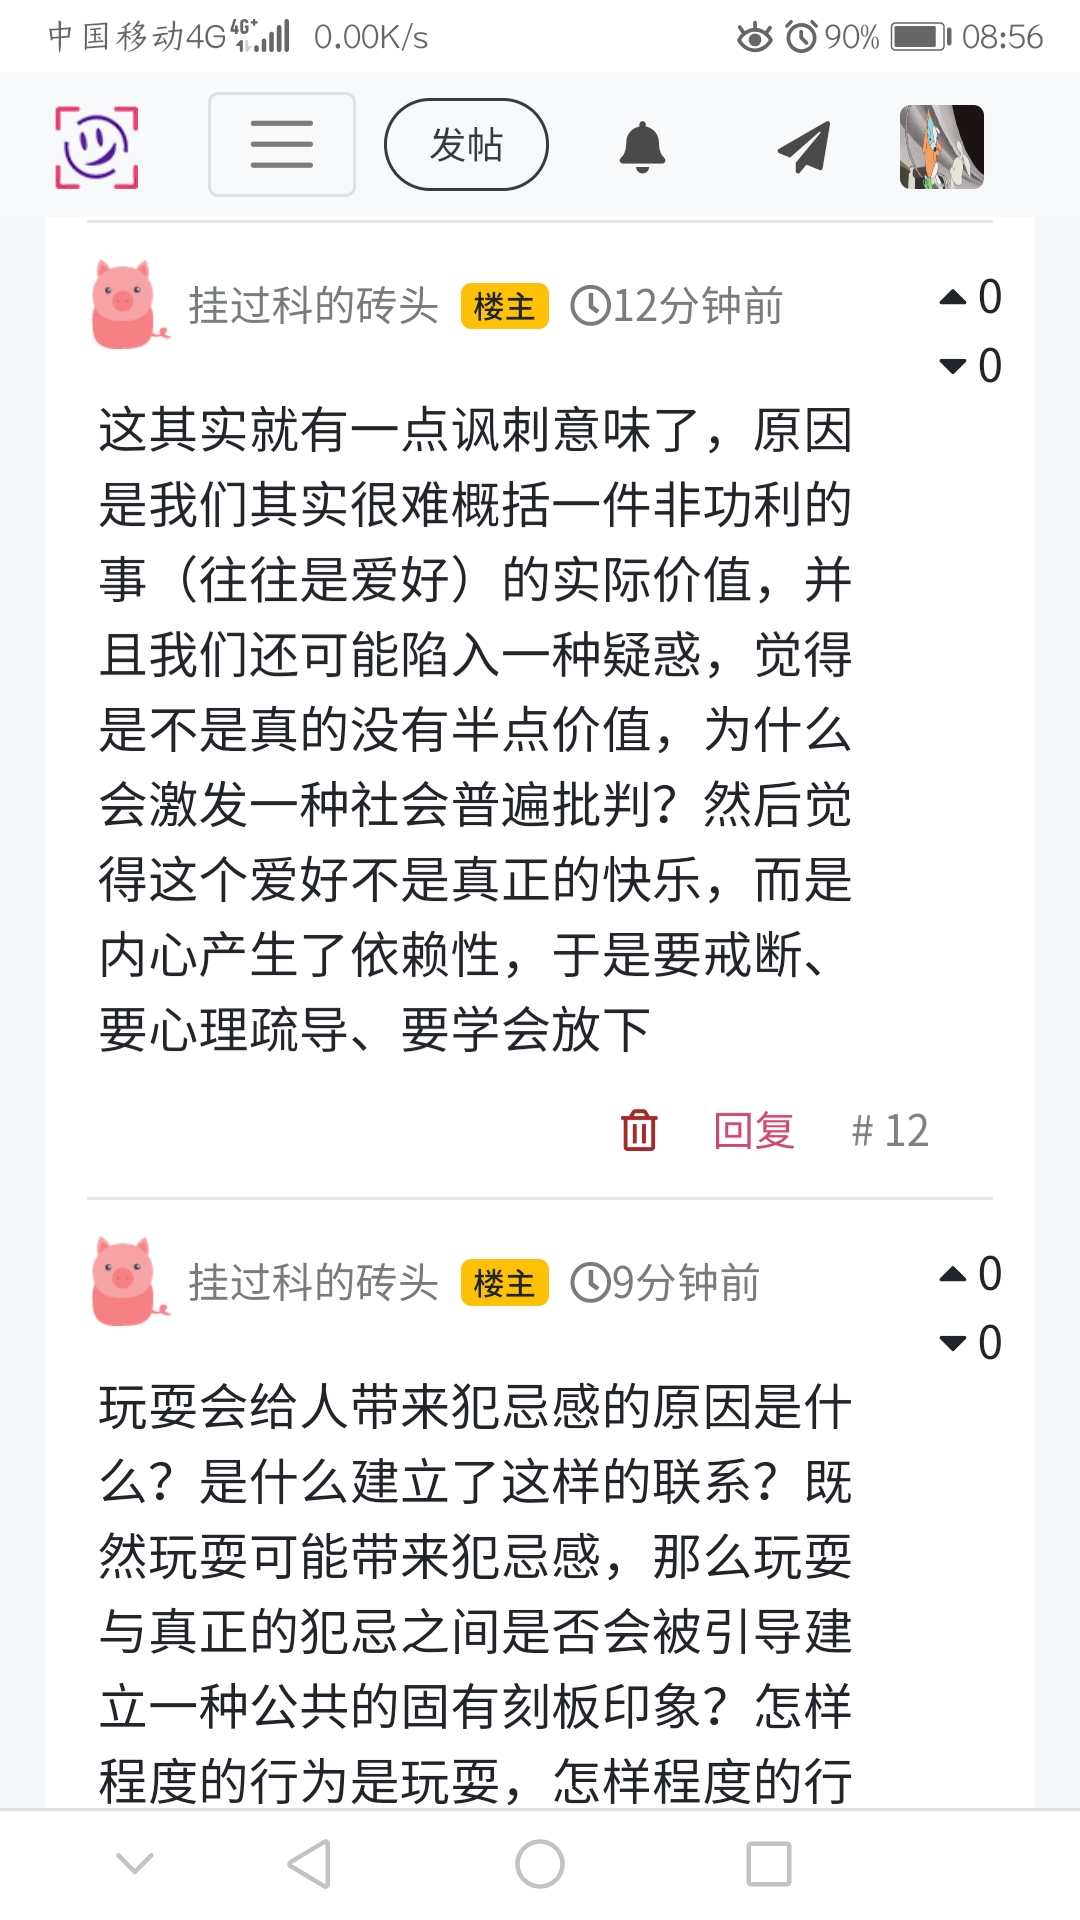 中国移动4G 4G+ 0.00K/s 90% 08:56
发帖
挂过科的砖头 楼主 12分钟前 0
0
这其实就有一点讽刺意味了，原因
是我们其实很难概括一件非功利的
事（往往是爱好）的实际价值，并
且我们还可能陷入一种疑惑，觉得
是不是真的没有半点价值，为什么
会激发一种社会普遍批判？然后觉
得这个爱好不是真正的快乐，而是
内心产生了依赖性，于是要戒断、
要心理疏导、要学会放下
回复 # 12
挂过科的砖头 楼主 9分钟前 0
0
玩耍会给人带来犯忌感的原因是什
么？是什么建立了这样的联系？既
然玩耍可能带来犯忌感，那么玩耍
与真正的犯忌之间是否会被引导建
立一种公共的固有刻板印象？怎样
程度的行为是玩耍，怎样程度的行